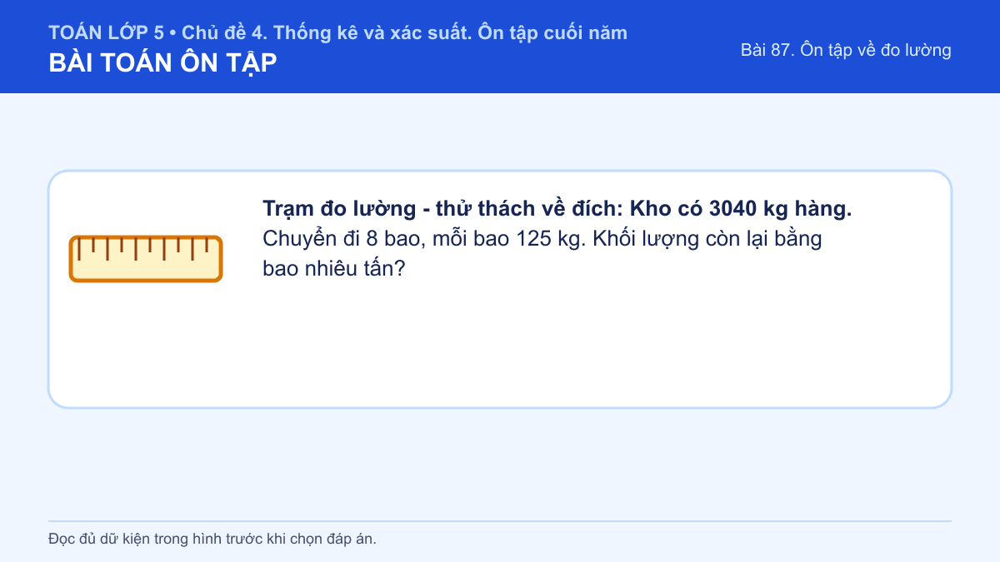 TOÁN LỚP 5 • Chủ đề 4. Thống kê và xác suất. Ôn tập cuối năm
BÀI TOÁN ÔN TẬP
Bài 87. Ôn tập về đo lường
Trạm đo lường - thử thách về đích: Kho có 3040 kg hàng.
Chuyển đi 8 bao, mỗi bao 125 kg. Khối lượng còn lại bằng
bao nhiêu tấn?
Đọc đủ dữ kiện trong hình trước khi chọn đáp án.